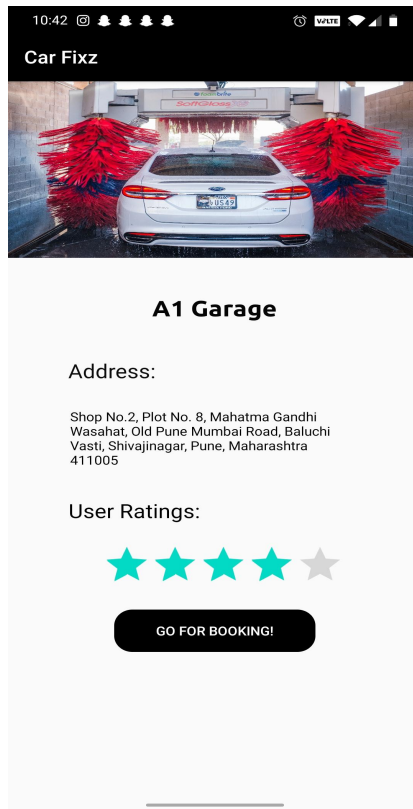 10:42
VoLTE
Car Fixz
SoftGloss
A1 Garage
Address:
Shop No.2, Plot No. 8, Mahatma Gandhi
Wasahat, Old Pune Mumbai Road, Baluchi
Vasti, Shivajinagar, Pune, Maharashtra
411005
User Ratings:
GO FOR BOOKING!